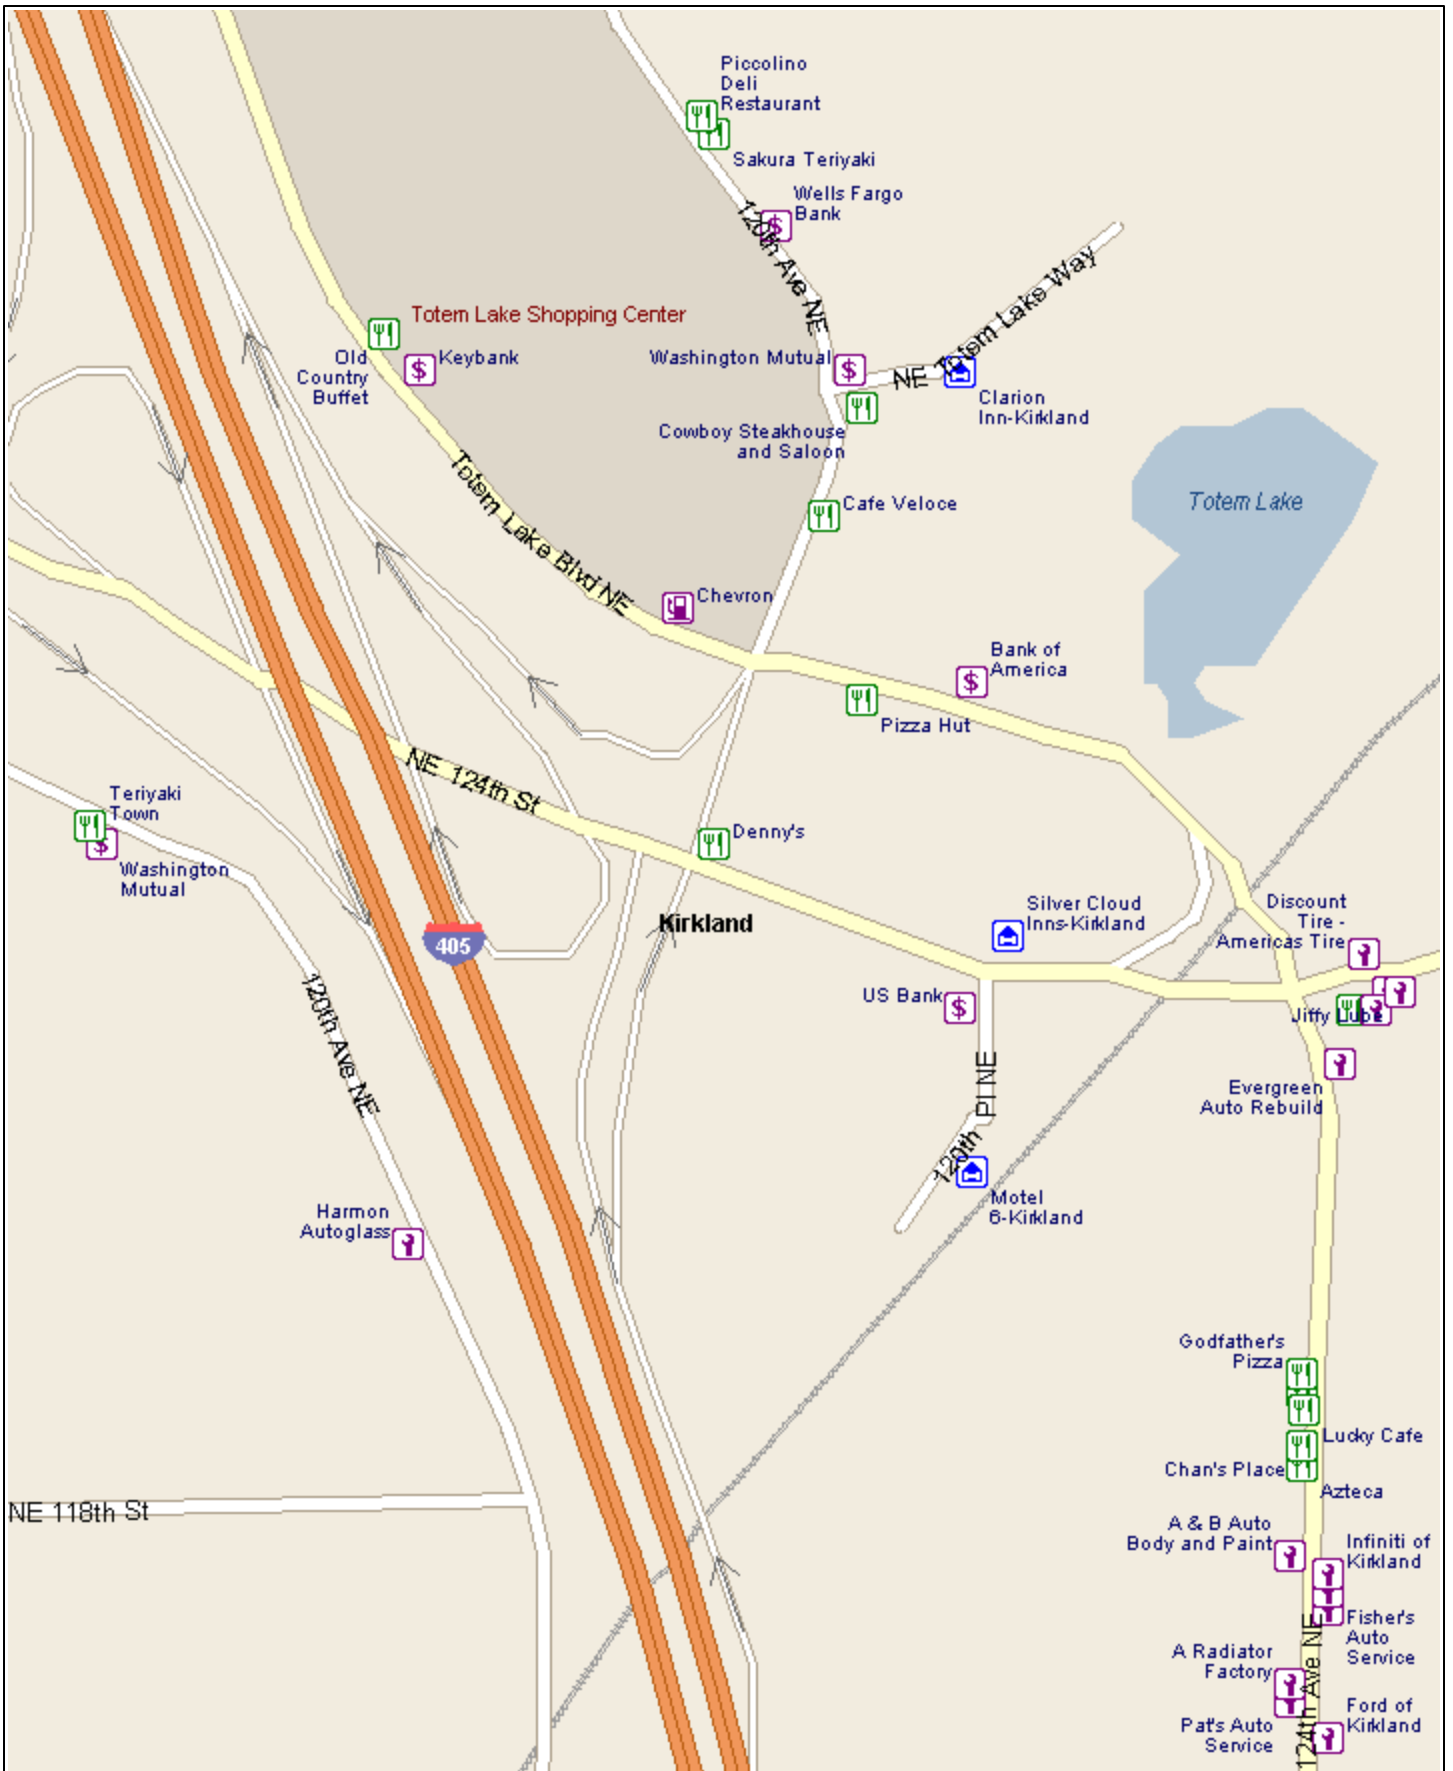 Piccolino
Deli
Restaurant
Sakura Teriyaki
Wells Fargo
Bank
120th Ave NE
NE Totem Lakes Way
Totem Lake Shopping Center
Old
Country
Buffet
Keybank
Washington Mutual
Clarion
Inn-Kirkland
Cowboy Steakhouse
and Saloon
Cafe Veloce
Totem Lake
Totem Lake Blvd NE
Chevron
Bank of
America
Pizza Hut
NE 124th St
Teriyaki
Town
Washington
Mutual
Denny's
Kirkland
405
Silver Cloud
Inns-Kirkland
Discount
Tire -
Americas Tire
US Bank
Jiffy Lube
120th Ave NE
120th Pl NE
Evergreen
Auto Rebuild
Motel
6-Kirkland
Harmon
Autoglass
Godfather's
Pizza
Lucky Cafe
Chan's Place
Azteca
NE 118th St
A & B Auto
Body and Paint
Infiniti of
Kirkland
Fisher's
Auto
Service
A Radiator
Factory
124th Ave NE
Pat's Auto
Service
Ford of
Kirkland